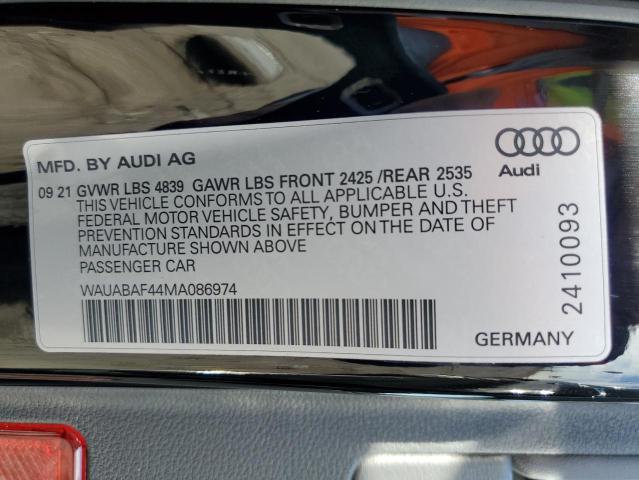 MFD. BY AUDI AG
Audi
09 21 GVWR LBS 4839 GAWR LBS FRONT 2425 /REAR 2535
THIS VEHICLE CONFORMS TO ALL APPLICABLE U.S.
FEDERAL MOTOR VEHICLE SAFETY, BUMPER AND THEFT
PREVENTION STANDARDS IN EFFECT ON THE DATE OF
MANUFACTURE SHOWN ABOVE
PASSENGER CAR
WAUABAF44MA086974
2410093
GERMANY